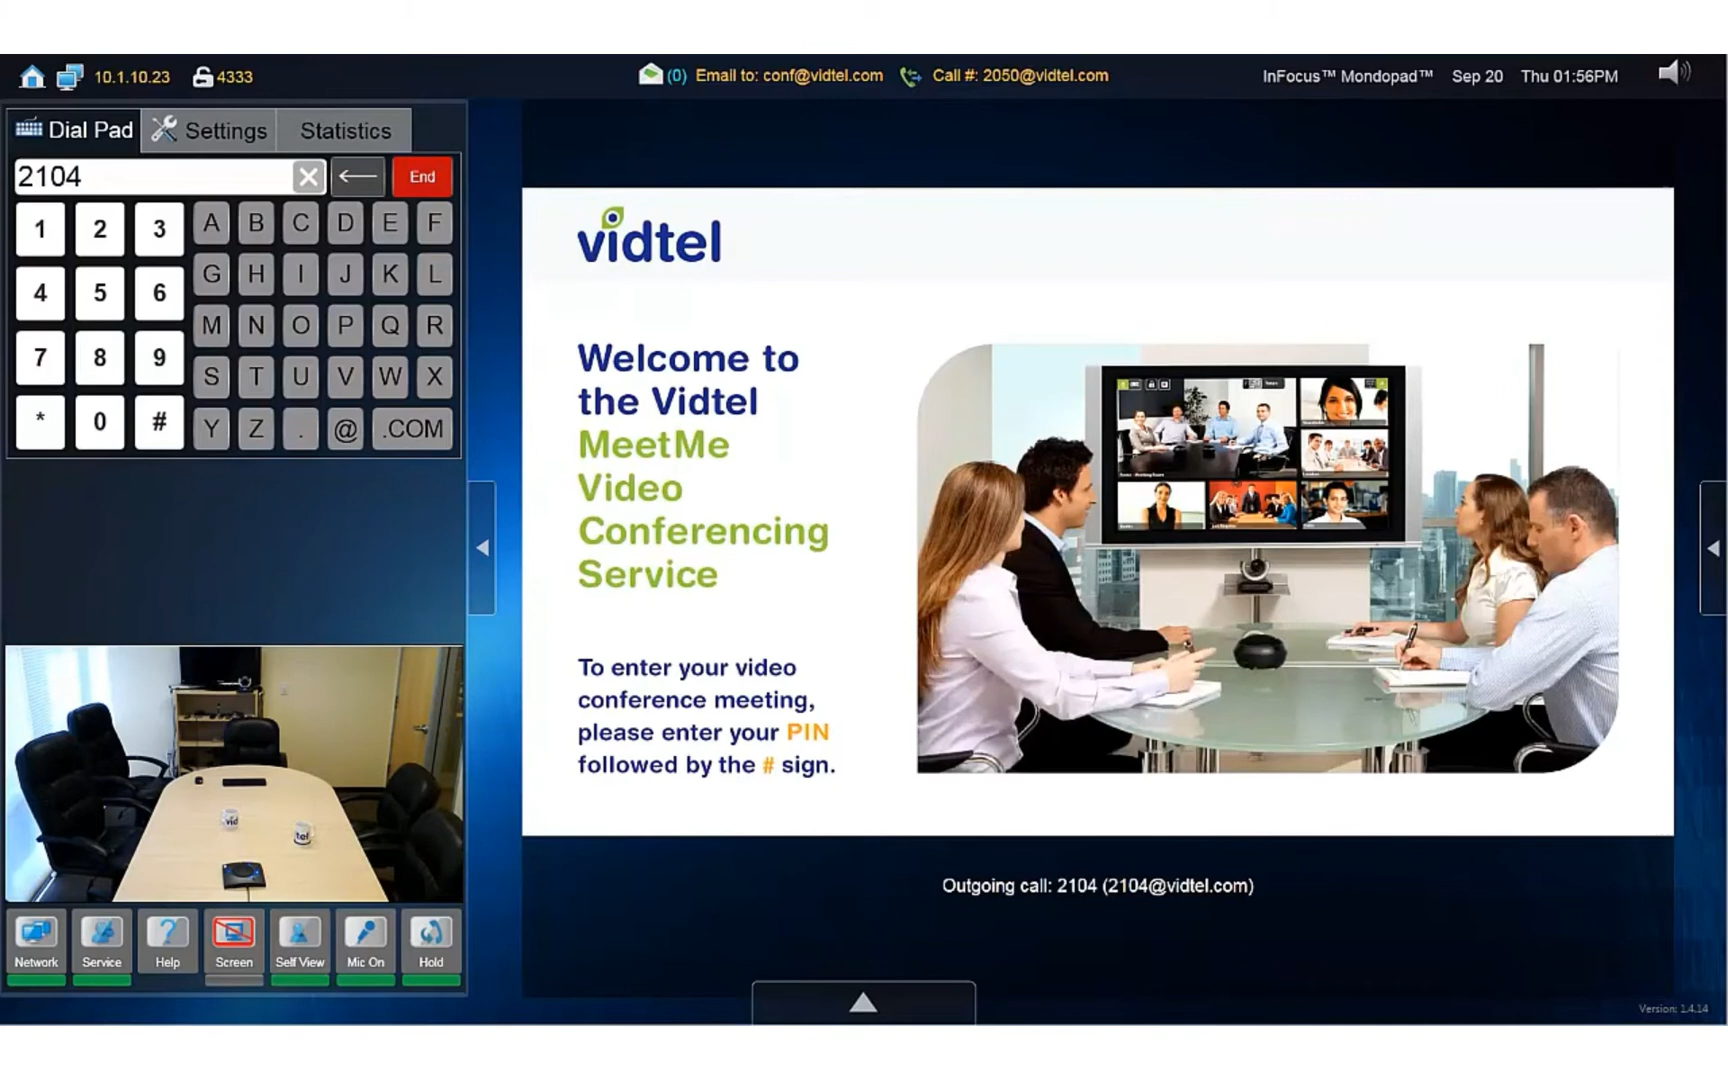 10.1.10.23 4333 (0) Email to: conf@vidtel.com Call #: 2050@vidtel.com InFocus™ Mondopad™ Sep 20 Thu 01:56PM
Dial Pad Settings Statistics
2104 End
1 2 3 A B C D E F
4 5 6 G H I J K L
7 8 9 M N O P Q R
* 0 # S T U V W X
Y Z . @ .COM
vidtel
Welcome to
the Vidtel
MeetMe
Video
Conferencing
Service
To enter your video
conference meeting,
please enter your PIN
followed by the # sign.
vid
tel
Outgoing call: 2104 (2104@vidtel.com)
Network Service Help Screen Self View Mic On Hold
Version: 1.4.14